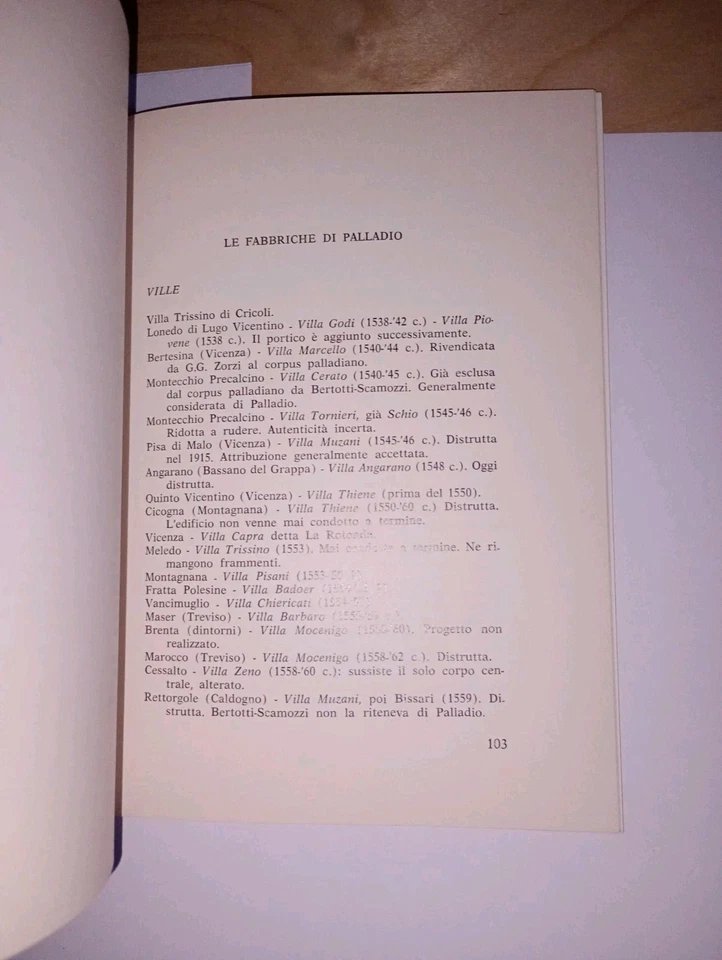 LE FABBRICHE DI PALLADIO
VILLE
Villa Trissino di Cricoli.
Lonedo di Lugo Vicentino - Villa Godi (1538-'42 c.) - Villa Pio-
vene (1538 c.). Il portico è aggiunto successivamente.
Bertesina (Vicenza) - Villa Marcello (1540-'44 c.). Rivendicata
da G.G. Zorzi al corpus palladiano.
Montecchio Precalcino - Villa Cerato (1540-'45 c.). Già esclusa
dal corpus palladiano da Bertotti-Scamozzi. Generalmente
considerata di Palladio.
Montecchio Precalcino - Villa Tornieri, già Schio (1545-'46 c.).
Ridotta a rudere. Autenticità incerta.
Pisa di Malo (Vicenza) - Villa Muzani (1545-'46 c.). Distrutta
nel 1915. Attribuzione generalmente accettata.
Angarano (Bassano del Grappa) - Villa Angarano (1548 c.). Oggi
distrutta.
Quinto Vicentino (Vicenza) - Villa Thiene (prima del 1550).
Cicogna (Montagnana) - Villa Thiene (1550-'60 c.) Distrutta.
L'edificio non venne mai condotto a termine.
Vicenza - Villa Capra detta La Rotonda.
Meledo - Villa Trissino (1553). Mai condotta a termine. Ne ri-
mangono frammenti.
Montagnana - Villa Pisani
Fratta Polesine - Villa Badoer
Vancimuglio - Villa Chiericati
Maser (Treviso) - Villa Barbaro
Brenta (dintorni) - Villa Mocenigo Progetto non
realizzato.
Marocco (Treviso) - Villa Mocenigo (1558-'62 c.). Distrutta.
Cessalto - Villa Zeno (1558-'60 c.): sussiste il solo corpo cen-
trale, alterato.
Rettorgole (Caldogno) - Villa Muzani, poi Bissari (1559). Di-
strutta. Bertotti-Scamozzi non la riteneva di Palladio.
103